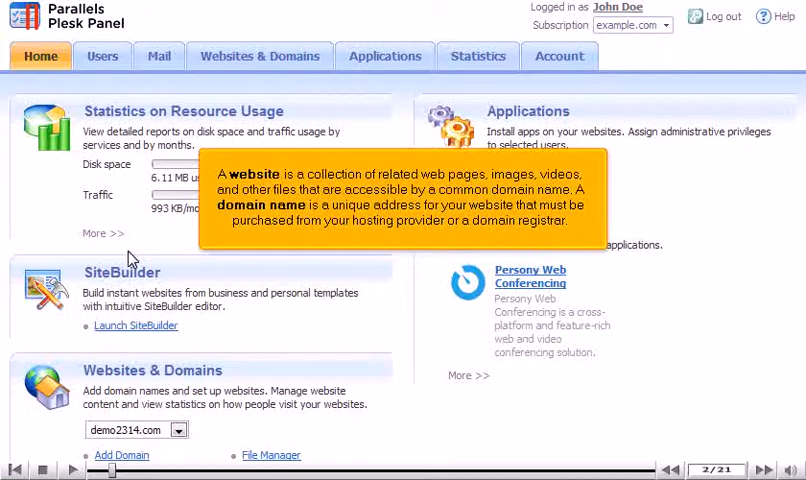 Parallels
Plesk Panel
Logged in as John Doe
Subscription example.com
Log out
Help
Home
Users
Mail
Websites & Domains
Applications
Statistics
Account
Statistics on Resource Usage
View detailed reports on disk space and traffic usage by
services and by months.
Disk space
6.11 MB us
Traffic
993 KB/mo
More >>
Applications
Install apps on your websites. Assign administrative privileges
to selected users.
A website is a collection of related web pages, images, videos,
and other files that are accessible by a common domain name. A
domain name is a unique address for your website that must be
purchased from your hosting provider or a domain registrar.
applications.
SiteBuilder
Build instant websites from business and personal templates
with intuitive SiteBuilder editor.
Launch SiteBuilder
Persony Web
Conferencing
Persony Web
Conferencing is a cross-
platform and feature-rich
web and video
conferencing solution.
More >>
Websites & Domains
Add domain names and set up websites. Manage website
content and view statistics on how people visit your websites.
demo2314.com
Add Domain
File Manager
2/21